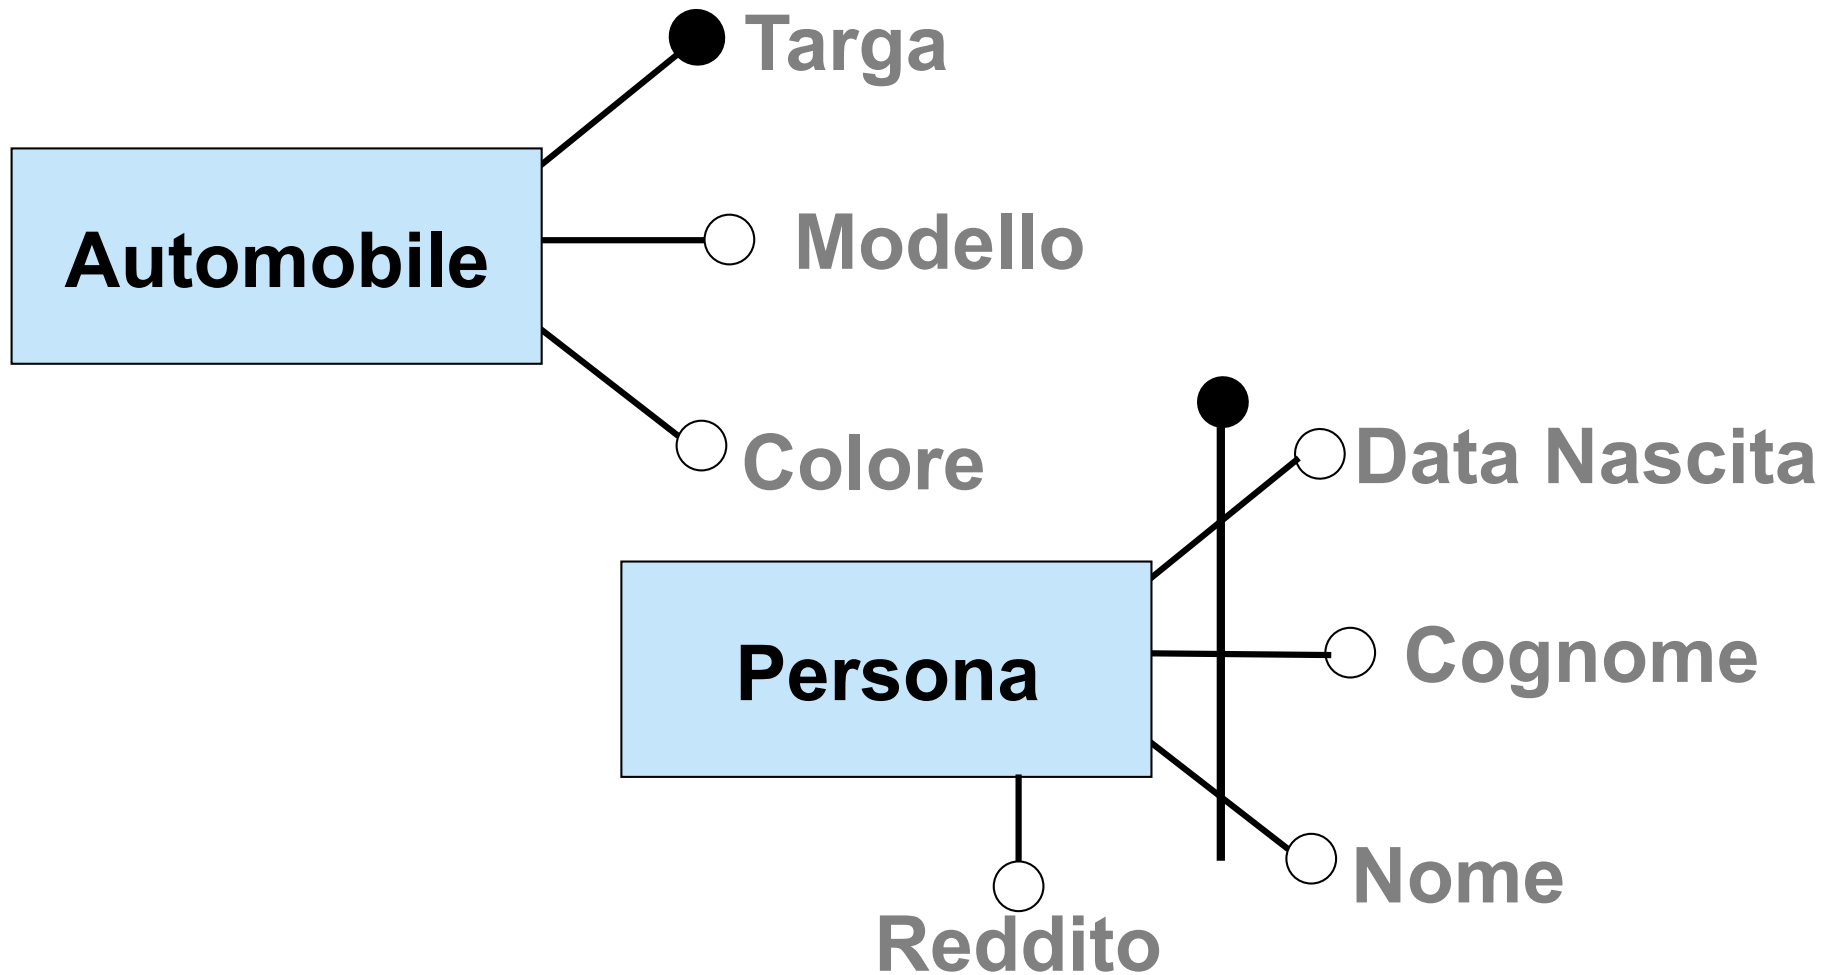 Targa
Modello
Automobile
Colore
Data Nascita
Cognome
Persona
Nome
Reddito